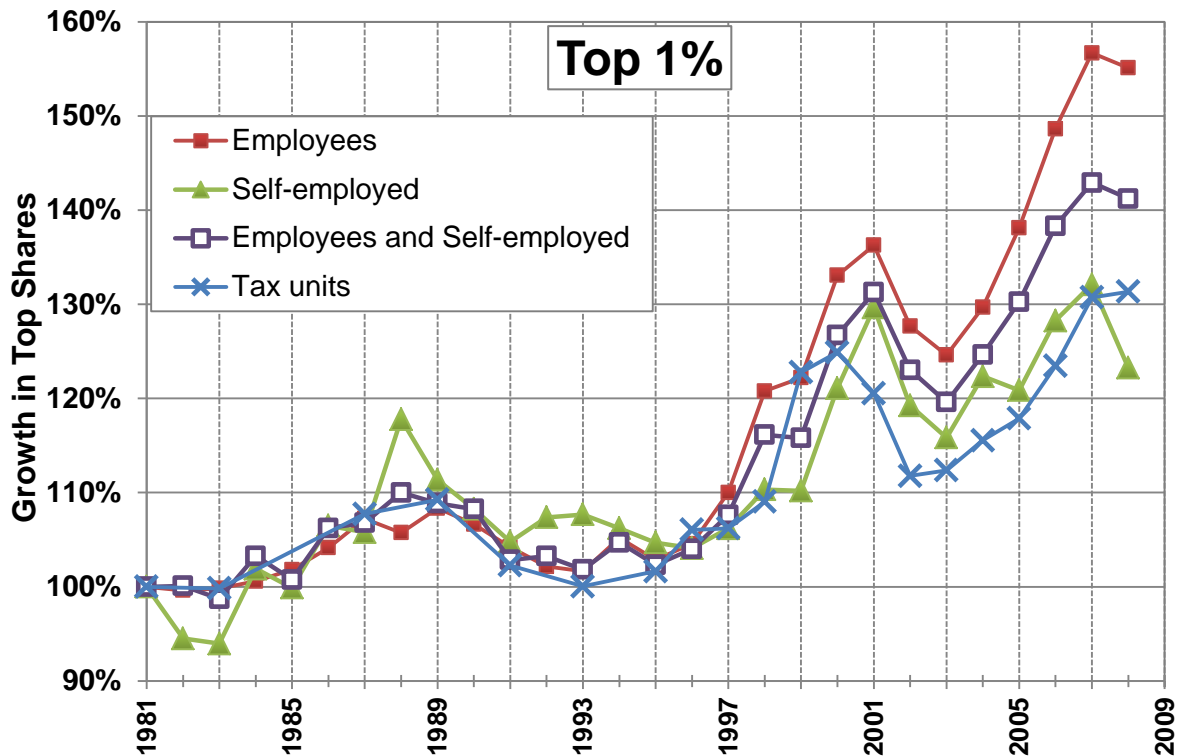 Top 1%
Growth in Top Shares
160%
150%
140%
130%
120%
110%
100%
90%
Employees
Self-employed
Employees and Self-employed
Tax units
1981
1985
1989
1993
1997
2001
2005
2009